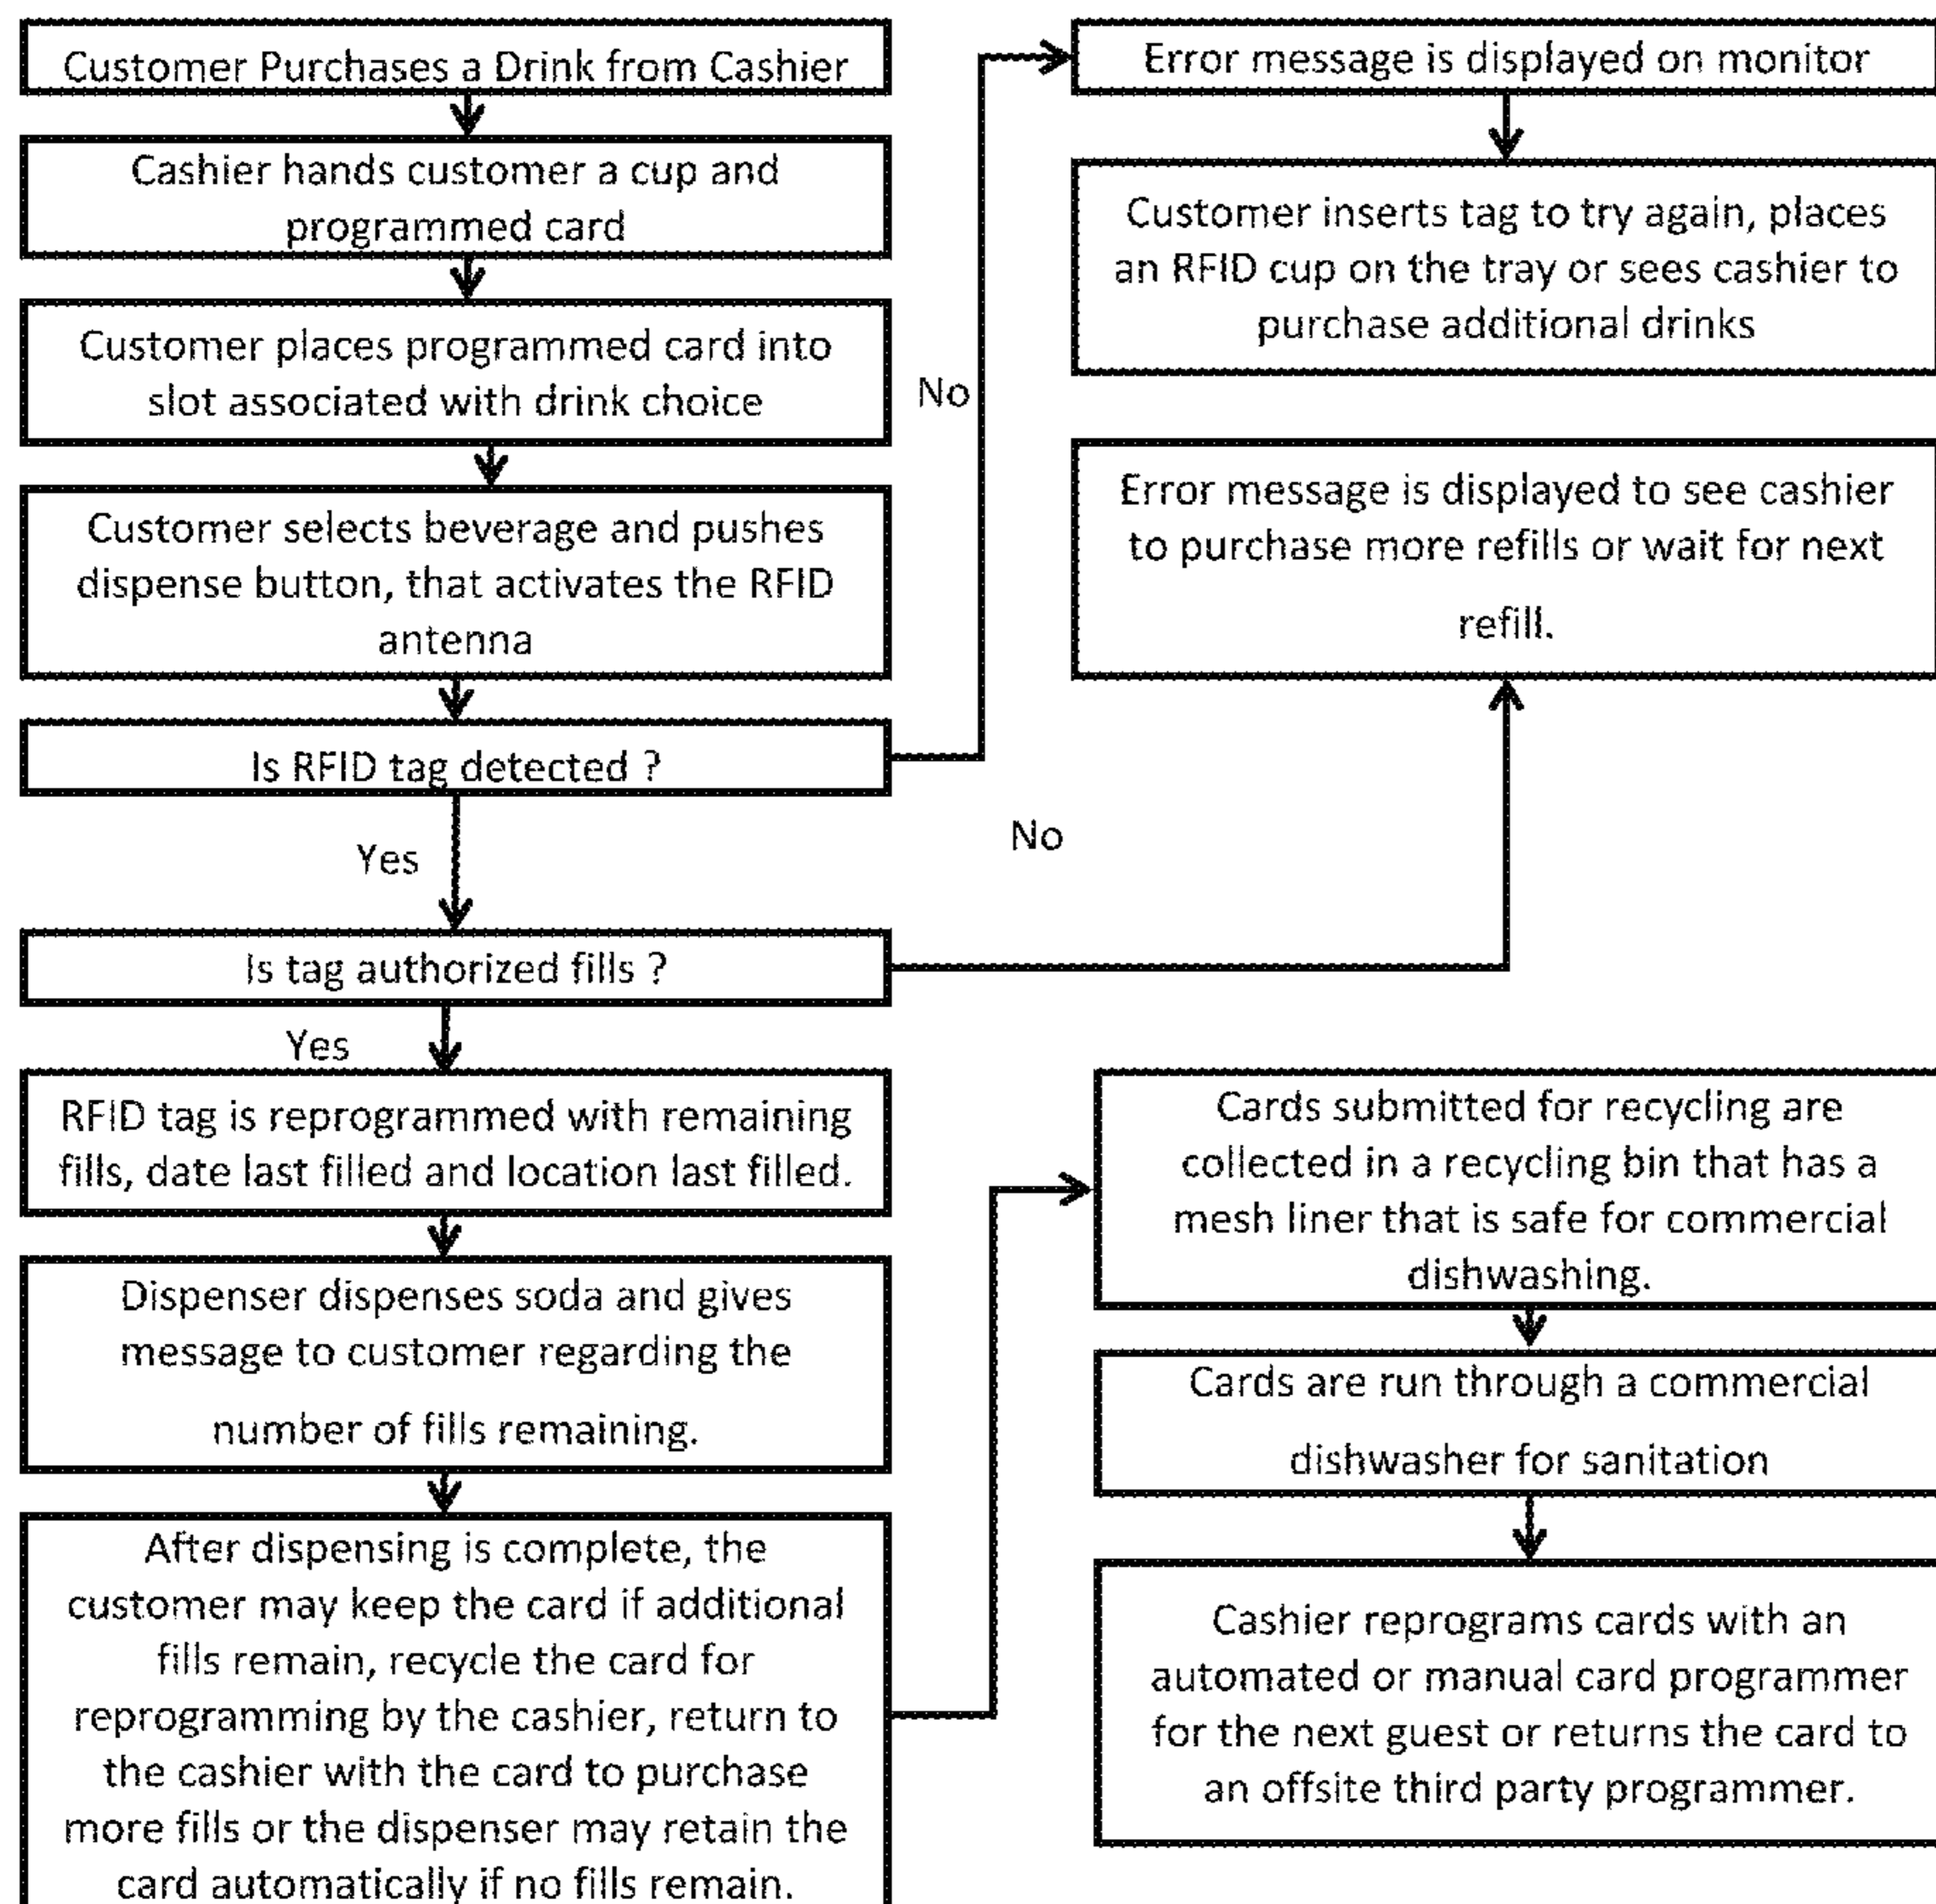 Customer Purchases a Drink from Cashier
Cashier hands customer a cup and
programmed card
Customer places programmed card into
slot associated with drink choice
Customer selects beverage and pushes
dispense button, that activates the RFID
antenna
Is RFID tag detected ?
Yes
Is tag authorized fills ?
Yes
RFID tag is reprogrammed with remaining
fills, date last filled and location last filled.
Dispenser dispenses soda and gives
message to customer regarding the
number of fills remaining.
After dispensing is complete, the
customer may keep the card if additional
fills remain, recycle the card for
reprogramming by the cashier, return to
the cashier with the card to purchase
more fills or the dispenser may retain the
card automatically if no fills remain.
No
Error message is displayed on monitor
Customer inserts tag to try again, places
an RFID cup on the tray or sees cashier to
purchase additional drinks
No
Error message is displayed to see cashier
to purchase more refills or wait for next
refill.
Cards submitted for recycling are
collected in a recycling bin that has a
mesh liner that is safe for commercial
dishwashing.
Cards are run through a commercial
dishwasher for sanitation
Cashier reprograms cards with an
automated or manual card programmer
for the next guest or returns the card to
an offsite third party programmer.